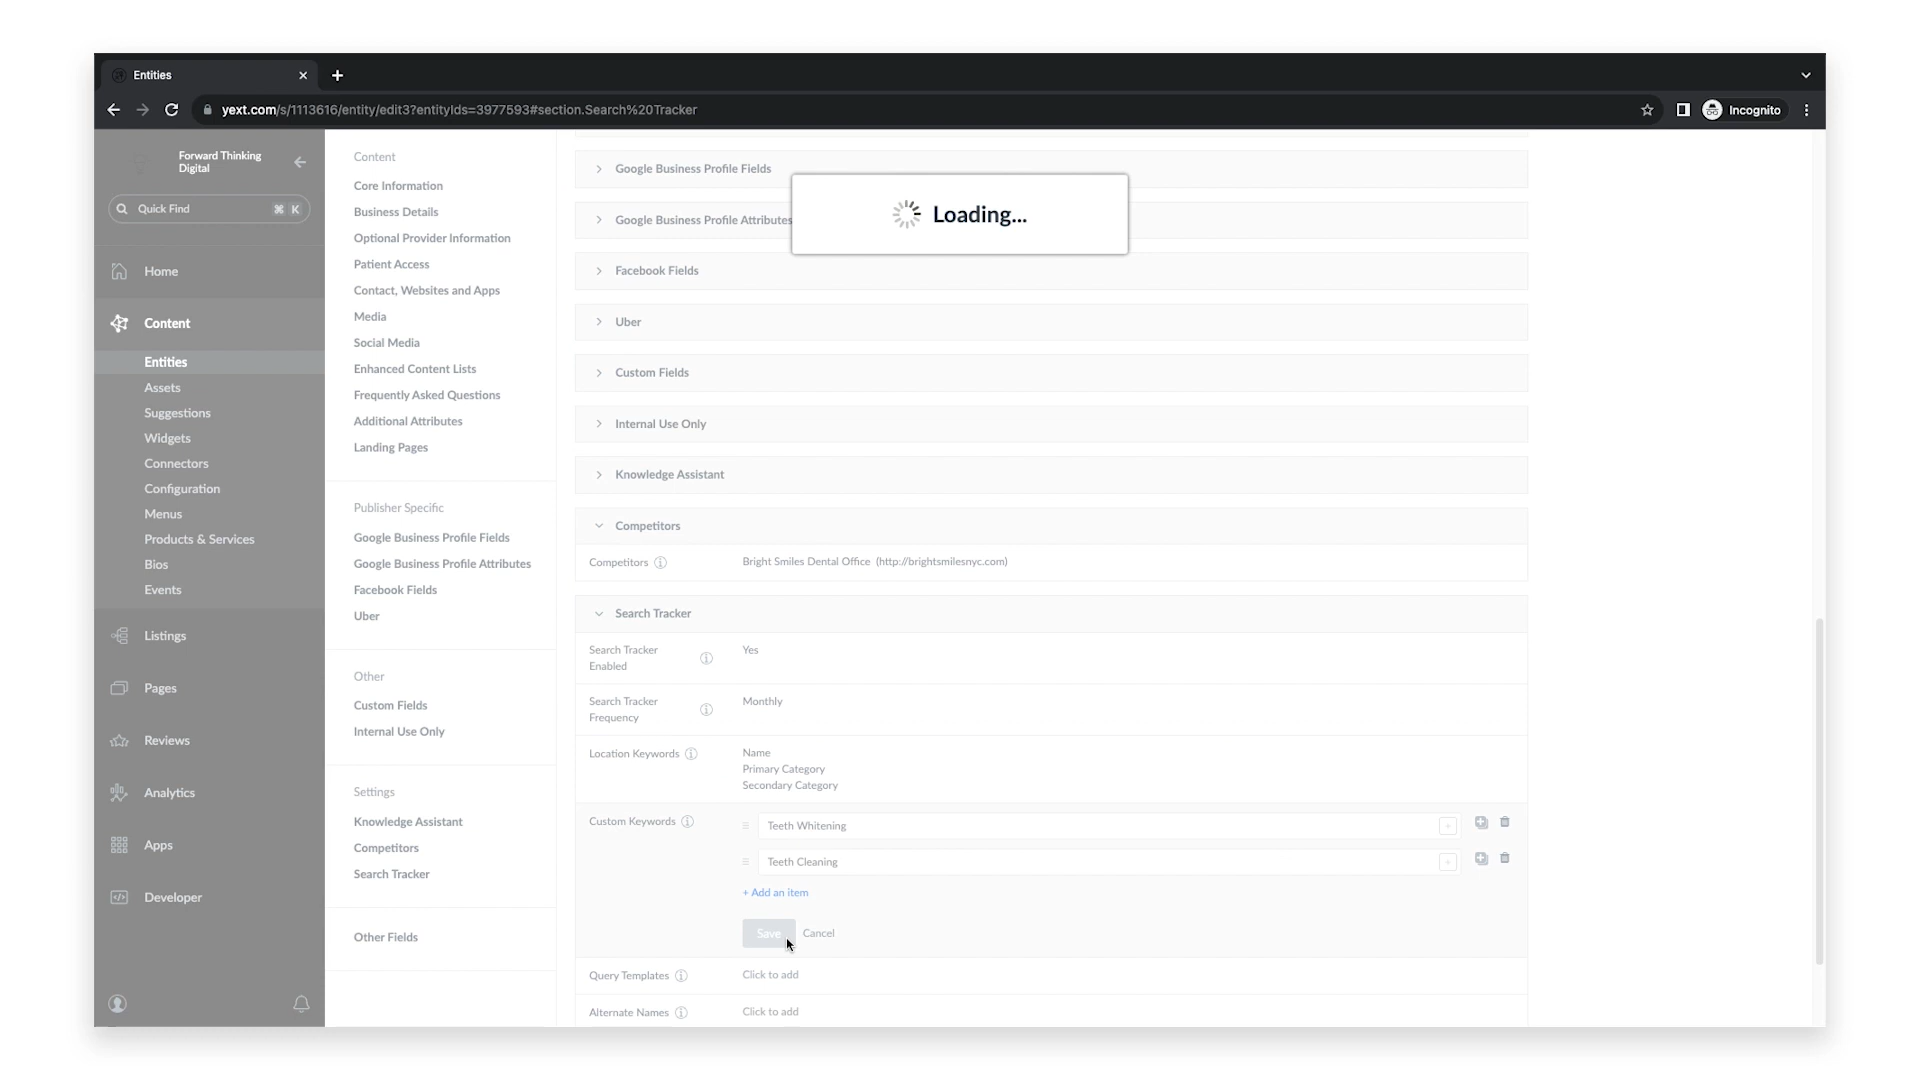 Entities
yext.com/s/1113616/entity/edit3?entityIds=3977593#section.Search%20Tracker
Incognito
Forward Thinking
Digital
Quick Find
⌘ K
Home
Content
Entities
Assets
Suggestions
Widgets
Connectors
Configuration
Menus
Products & Services
Bios
Events
Listings
Pages
Reviews
Analytics
Apps
Developer
Content
Core Information
Business Details
Optional Provider Information
Patient Access
Contact, Websites and Apps
Media
Social Media
Enhanced Content Lists
Frequently Asked Questions
Additional Attributes
Landing Pages
Publisher Specific
Google Business Profile Fields
Google Business Profile Attributes
Facebook Fields
Uber
Other
Custom Fields
Internal Use Only
Settings
Knowledge Assistant
Competitors
Search Tracker
Other Fields
Google Business Profile Fields
Google Business Profile Attributes
Loading...
Facebook Fields
Uber
Custom Fields
Internal Use Only
Knowledge Assistant
Competitors
Competitors
Bright Smiles Dental Office (http://brightsmilesnyc.com)
Search Tracker
Search Tracker
Enabled
Yes
Search Tracker
Frequency
Monthly
Location Keywords
Name
Primary Category
Secondary Category
Custom Keywords
Teeth Whitening
Teeth Cleaning
+ Add an item
Save
Cancel
Query Templates
Click to add
Alternate Names
Click to add